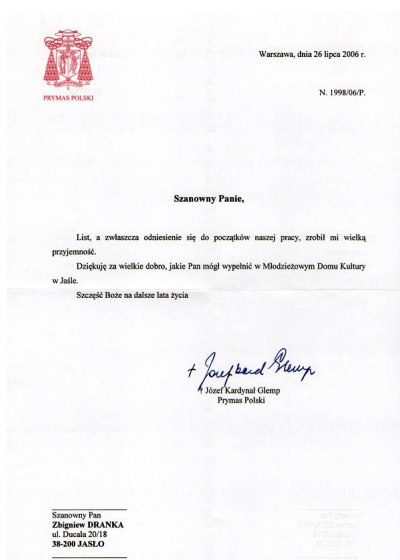 Warszawa, dnia 26 lipca 2006 r.
PRYMAS POLSKI
N. 1998/06/P.
Szanowny Panie,
List, a zwłaszcza odniesienie się do początków naszej pracy, zrobił mi wielką
przyjemność.
Dziękuję za wielkie dobro, jakie Pan mógł wypełnić w Młodzieżowym Domu Kultury
w Jaśle.
Szczęść Boże na dalsze lata życia
+ Józef kard Glemp
Józef Kardynał Glemp
Prymas Polski
Szanowny Pan
Zbigniew DRANKA
ul. Ducala 20/18
38-200 JASŁO